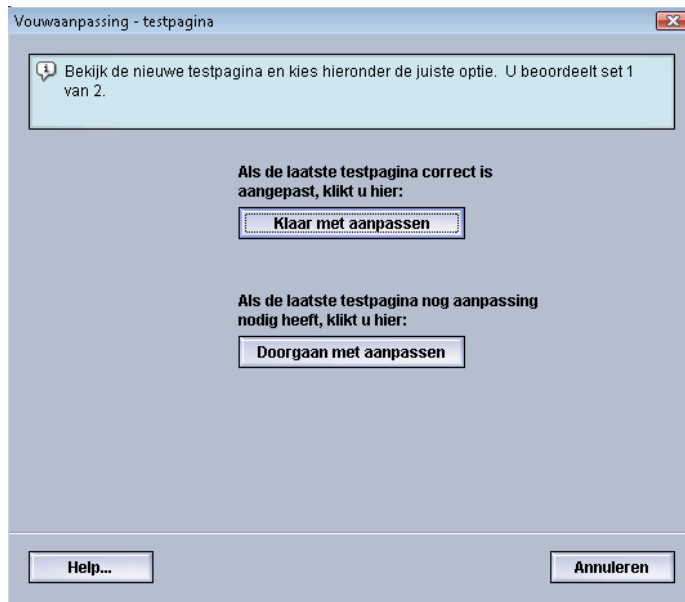 Vouwaanpassing - testpagina
Bekijk de nieuwe testpagina en kies hieronder de juiste optie.  U beoordeelt set 1
van 2.
Als de laatste testpagina correct is
aangepast, klikt u hier:
Klaar met aanpassen
Als de laatste testpagina nog aanpassing
nodig heeft, klikt u hier:
Doorgaan met aanpassen
Help...
Annuleren